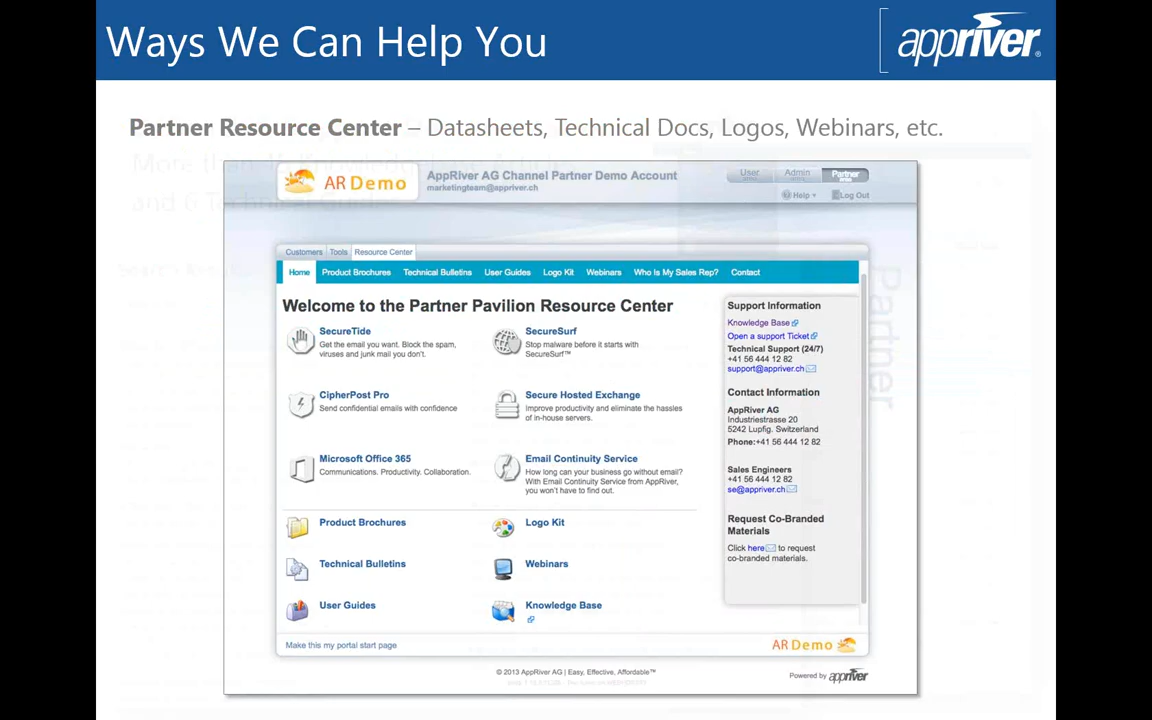 Ways We Can Help You
appriver
Partner Resource Center – Datasheets, Technical Docs, Logos, Webinars, etc.
AR Demo
AppRiver AG Channel Partner Demo Account
marketingteam@appriver.ch
User
Admin
Partner
Help
Log Out
Customers
Tools
Resource Center
Home
Product Brochures
Technical Bulletins
User Guides
Logo Kit
Webinars
Who Is My Sales Rep?
Contact
Welcome to the Partner Pavilion Resource Center
SecureTide
Get the email you want. Block the spam,
viruses and junk mail you don't.
SecureSurf
Stop malware before it starts with
SecureSurf™
CipherPost Pro
Send confidential emails with confidence
Secure Hosted Exchange
Improve productivity and eliminate the hassles
of in-house servers.
Microsoft Office 365
Communications. Productivity. Collaboration.
Email Continuity Service
How long can your business go without email?
With Email Continuity Service from AppRiver,
you won't have to find out.
Product Brochures
Logo Kit
Technical Bulletins
Webinars
User Guides
Knowledge Base
Support Information
Knowledge Base
Open a support Ticket
Technical Support (24/7)
+41 56 444 12 82
support@appriver.ch
Contact Information
AppRiver AG
Industriestrasse 20
5242 Lupfig. Switzerland
Phone:+41 56 444 12 82
Sales Engineers
+41 56 444 12 82
se@appriver.ch
Request Co-Branded
Materials
Click here to request
co-branded materials.
Make this my portal start page
AR Demo
© 2013 AppRiver AG | Easy, Effective, Affordable™
Powered by appriver
Partner